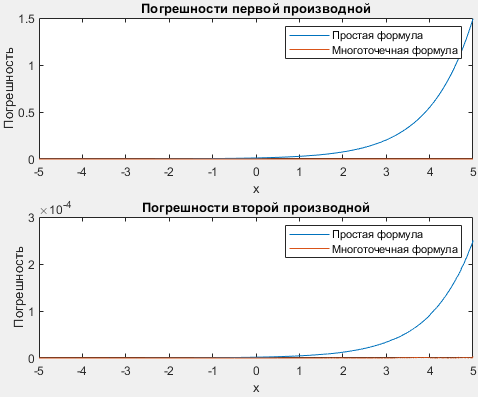 Погрешности первой производной
1.5
1
0.5
0
Погрешность
Простая формула
Многоточечная формула
-5 -4 -3 -2 -1 0 1 2 3 4 5
x
Погрешности второй производной
×10-4
3
2
1
0
Погрешность
Простая формула
Многоточечная формула
-5 -4 -3 -2 -1 0 1 2 3 4 5
x